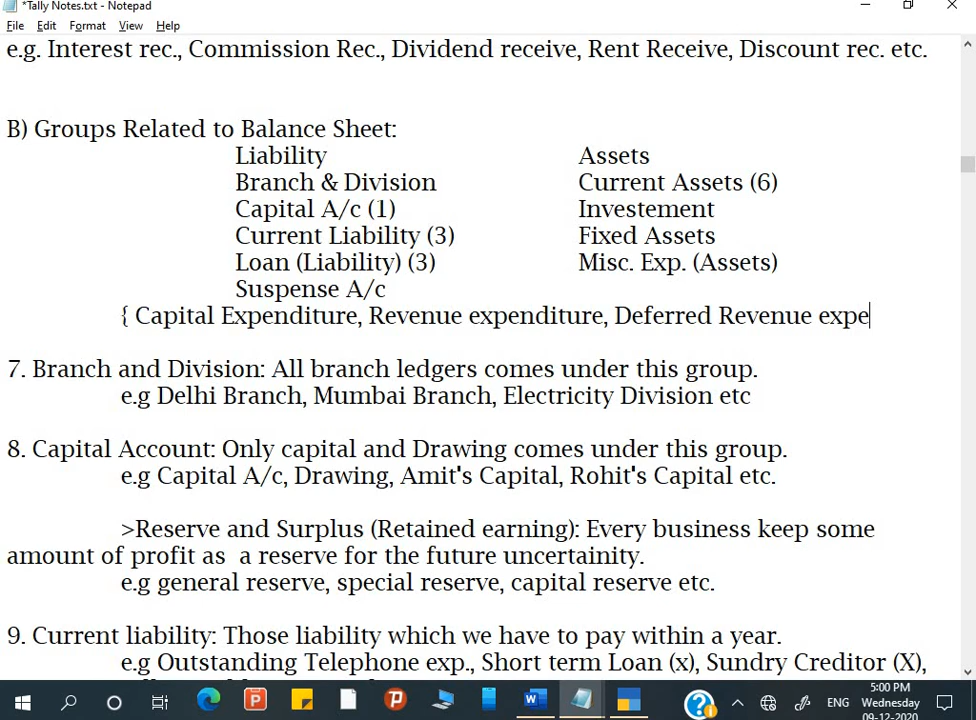 *Tally Notes.txt - Notepad
File Edit Format View Help
e.g. Interest rec., Commission Rec., Dividend receive, Rent Receive, Discount rec. etc.
B) Groups Related to Balance Sheet:
Liability Assets
Branch & Division Current Assets (6)
Capital A/c (1) Investement
Current Liability (3) Fixed Assets
Loan (Liability) (3) Misc. Exp. (Assets)
Suspense A/c
{ Capital Expenditure, Revenue expenditure, Deferred Revenue expe
7. Branch and Division: All branch ledgers comes under this group.
e.g Delhi Branch, Mumbai Branch, Electricity Division etc
8. Capital Account: Only capital and Drawing comes under this group.
e.g Capital A/c, Drawing, Amit's Capital, Rohit's Capital etc.
>Reserve and Surplus (Retained earning): Every business keep some
amount of profit as  a reserve for the future uncertainity.
e.g general reserve, special reserve, capital reserve etc.
9. Current liability: Those liability which we have to pay within a year.
e.g Outstanding Telephone exp., Short term Loan (x), Sundry Creditor (X),
5:00 PM
ENG Wednesday
09-12-2020